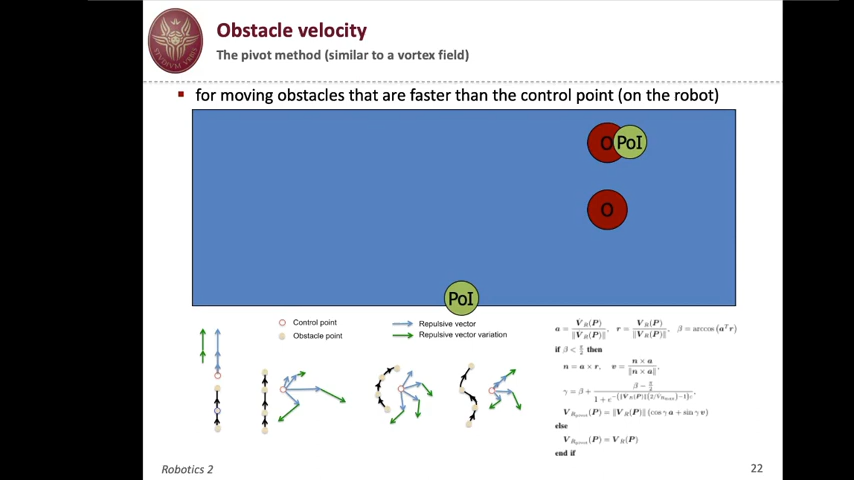 Obstacle velocity
The pivot method (similar to a vortex field)
for moving obstacles that are faster than the control point (on the robot)
O PoI
O
PoI
Control point
Obstacle point
Repulsive vector
Repulsive vector variation
if β < π/2 then
n = a × r, v = n × a / ‖n × a‖,
else
end if
Robotics 2
22